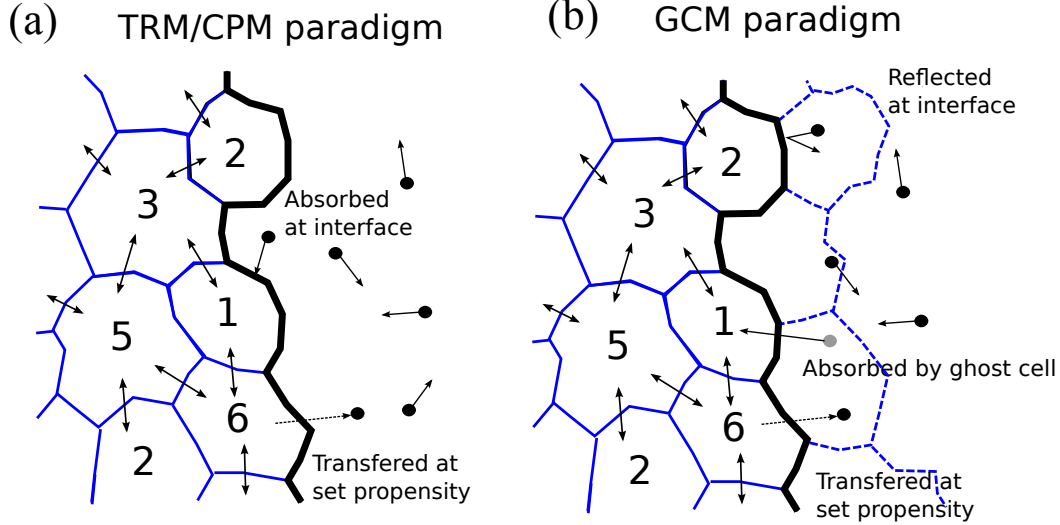 (a)
TRM/CPM paradigm
2
3
Absorbed
at interface
1
5
6
2
Transfered at
set propensity
(b)
GCM paradigm
Reflected
at interface
2
3
1
5
Absorbed by ghost cell
6
2
Transfered at
set propensity